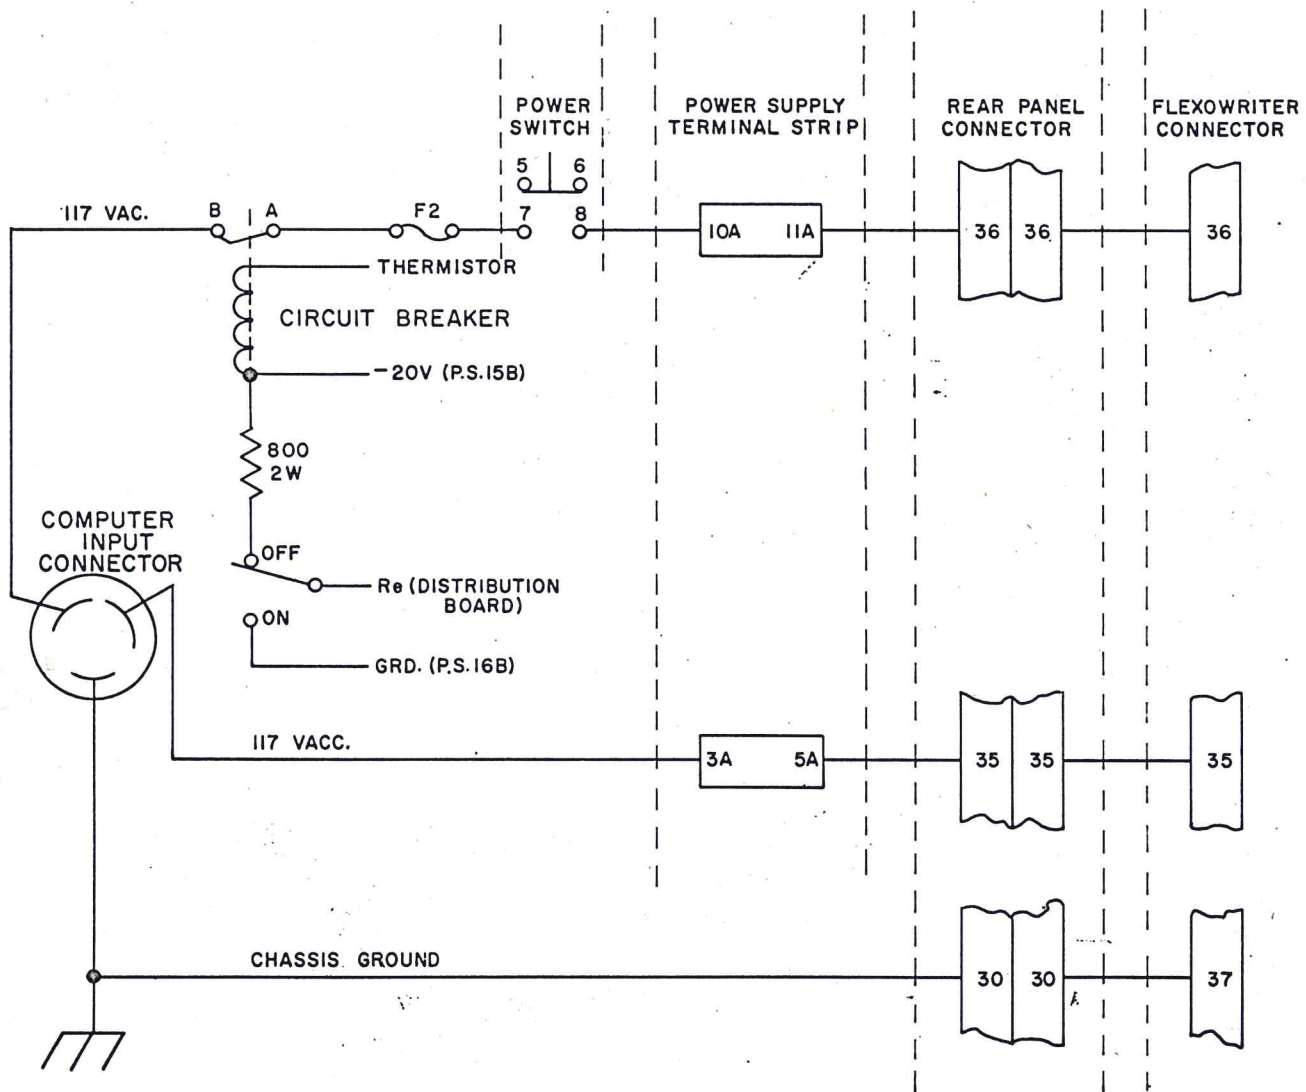 POWER
SWITCH
POWER SUPPLY
TERMINAL STRIP
REAR PANEL
CONNECTOR
FLEXOWRITER
CONNECTOR
5 6
117 VAC.
B A
F2
7 8
10A 11A
36 36
36
THERMISTOR
CIRCUIT BREAKER
-20V (P.S.15B)
800
2W
COMPUTER
INPUT
CONNECTOR
OFF
Re (DISTRIBUTION
BOARD)
ON
GRD. (P.S.16B)
117 VACC.
3A 5A
35 35
35
CHASSIS GROUND
30 30
37